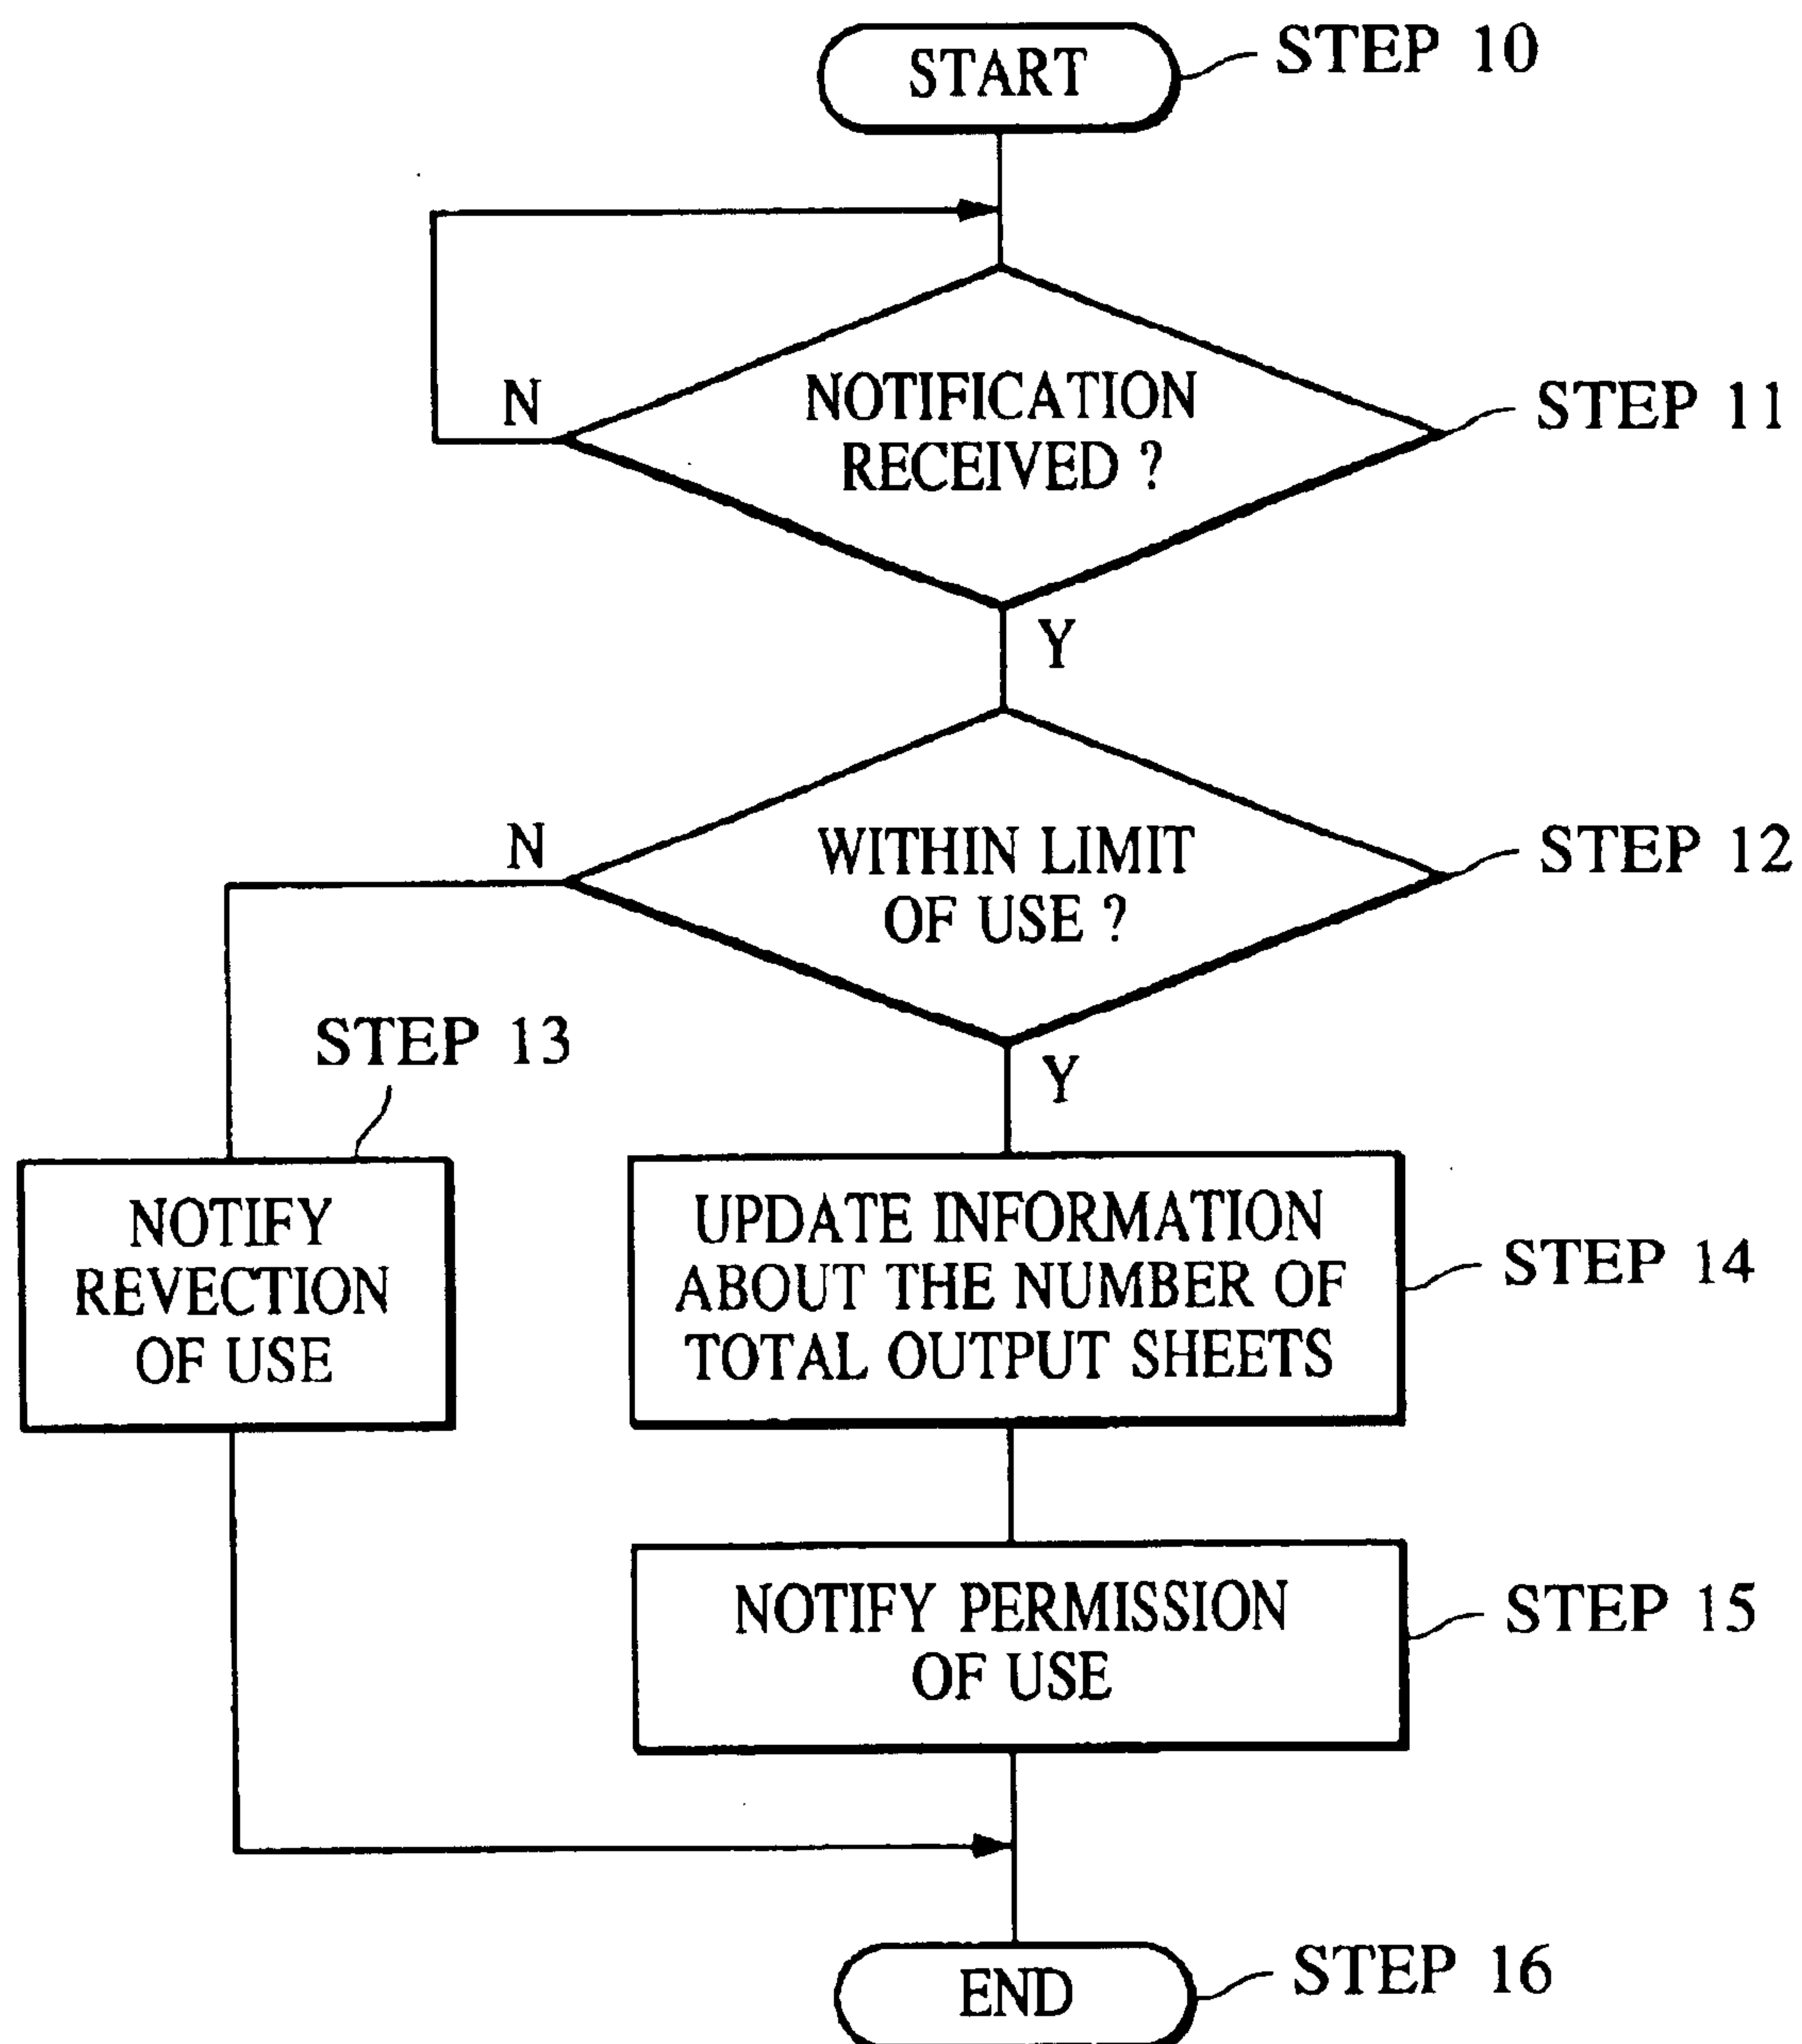 START
STEP 10
N
NOTIFICATION
RECEIVED ?
STEP 11
Y
N
WITHIN LIMIT
OF USE ?
STEP 12
Y
STEP 13
NOTIFY
REVECTION
OF USE
UPDATE INFORMATION
ABOUT THE NUMBER OF
TOTAL OUTPUT SHEETS
STEP 14
NOTIFY PERMISSION
OF USE
STEP 15
END
STEP 16